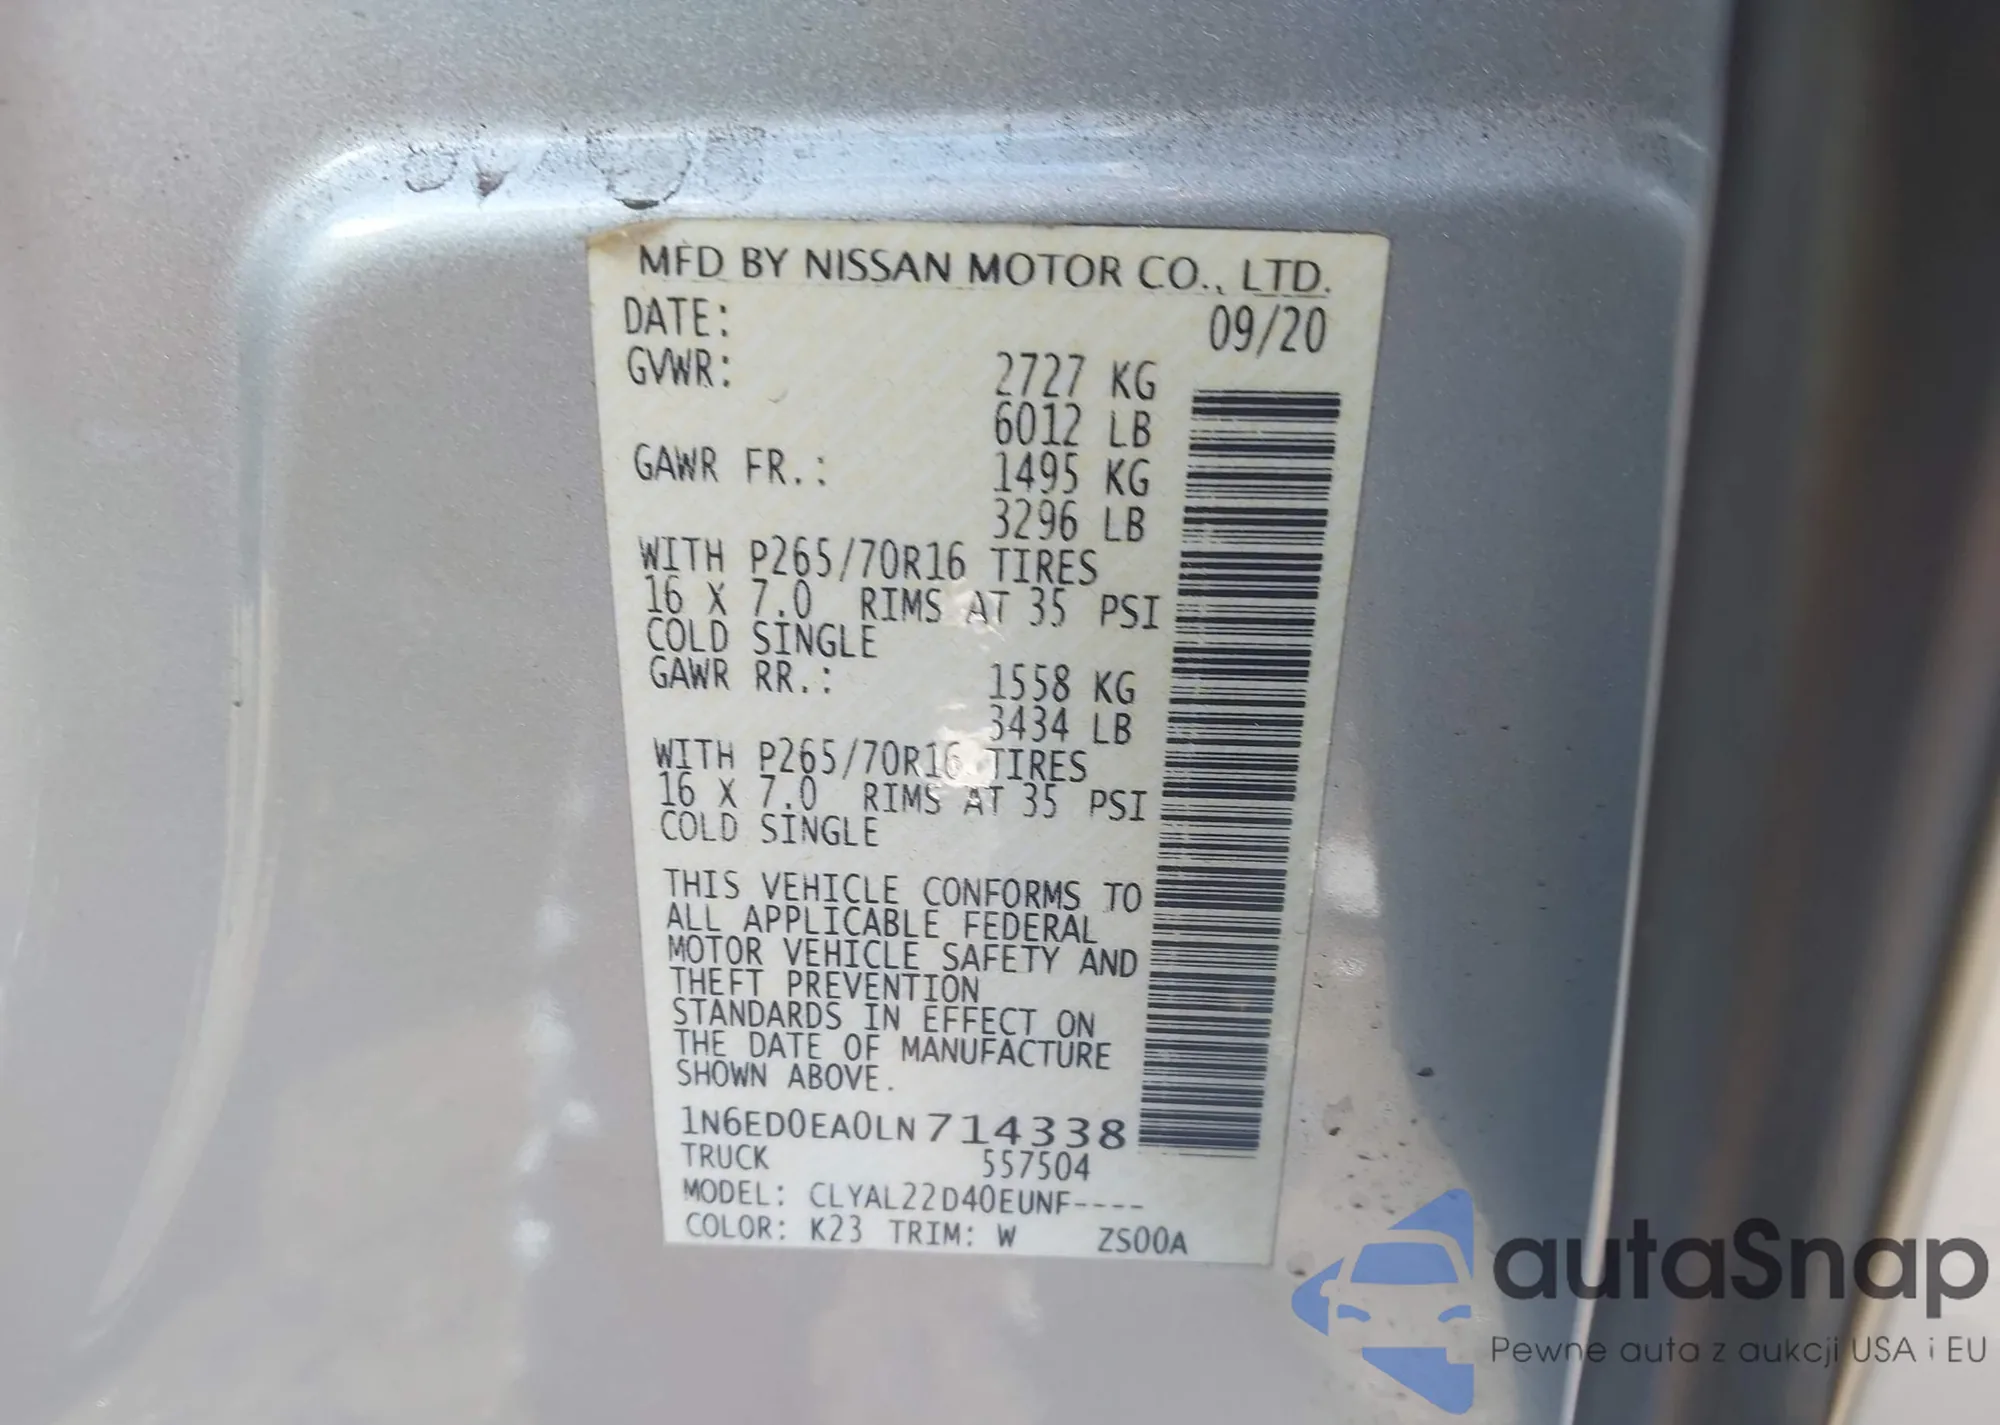 MFD BY NISSAN MOTOR CO., LTD.
DATE: 09/20
GVWR: 2727 KG
6012 LB
GAWR FR.: 1495 KG
3296 LB
WITH P265/70R16 TIRES
16 X 7.0 RIMS AT 35 PSI
COLD SINGLE
GAWR RR.: 1558 KG
3434 LB
WITH P265/70R16 TIRES
16 X 7.0 RIMS AT 35 PSI
COLD SINGLE
THIS VEHICLE CONFORMS TO
ALL APPLICABLE FEDERAL
MOTOR VEHICLE SAFETY AND
THEFT PREVENTION
STANDARDS IN EFFECT ON
THE DATE OF MANUFACTURE
SHOWN ABOVE.
1N6ED0EA0LN714338
TRUCK 557504
MODEL: CLYAL22D40EUNF----
COLOR: K23 TRIM: W ZS00A
autaSnap
Pewne auta z aukcji USA i EU